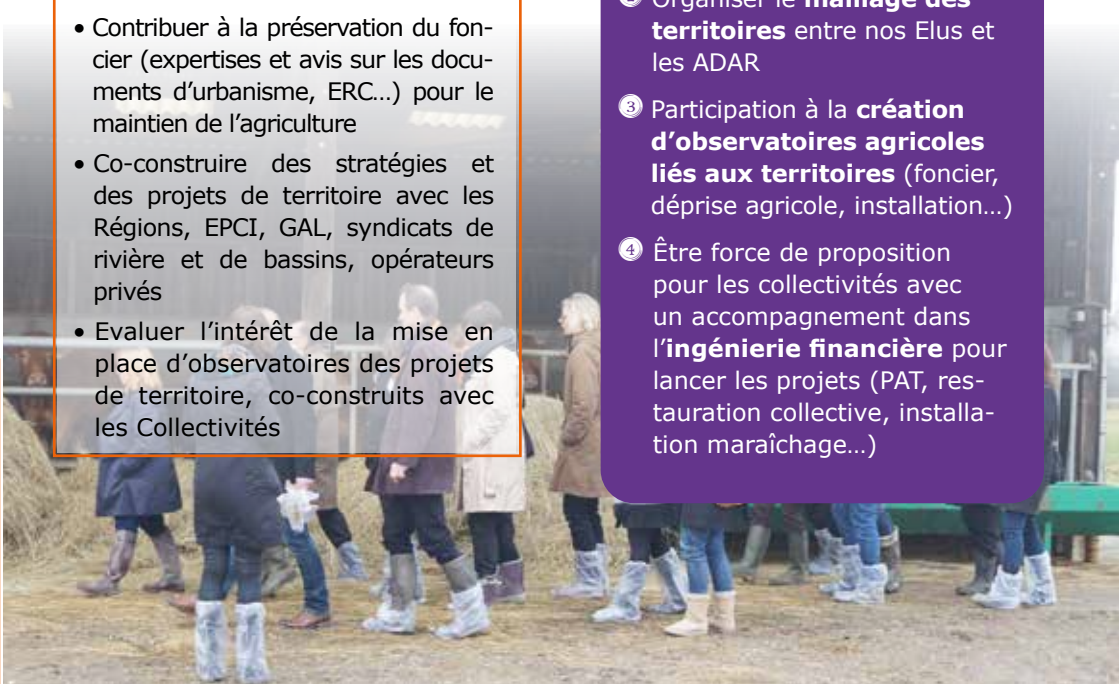 • Contribuer à la préservation du fon-
cier (expertises et avis sur les docu-
ments d’urbanisme, ERC…) pour le
maintien de l’agriculture
• Co-construire des stratégies et
des projets de territoire avec les
Régions, EPCI, GAL, syndicats de
rivière et de bassins, opérateurs
privés
• Evaluer l’intérêt de la mise en
place d’observatoires des projets
de territoire, co-construits avec
les Collectivités
Organiser le maillage des
territoires entre nos Elus et
les ADAR
③ Participation à la création
d’observatoires agricoles
liés aux territoires (foncier,
déprise agricole, installation…)
④ Être force de proposition
pour les collectivités avec
un accompagnement dans
l’ingénierie financière pour
lancer les projets (PAT, res-
tauration collective, installa-
tion maraîchage…)